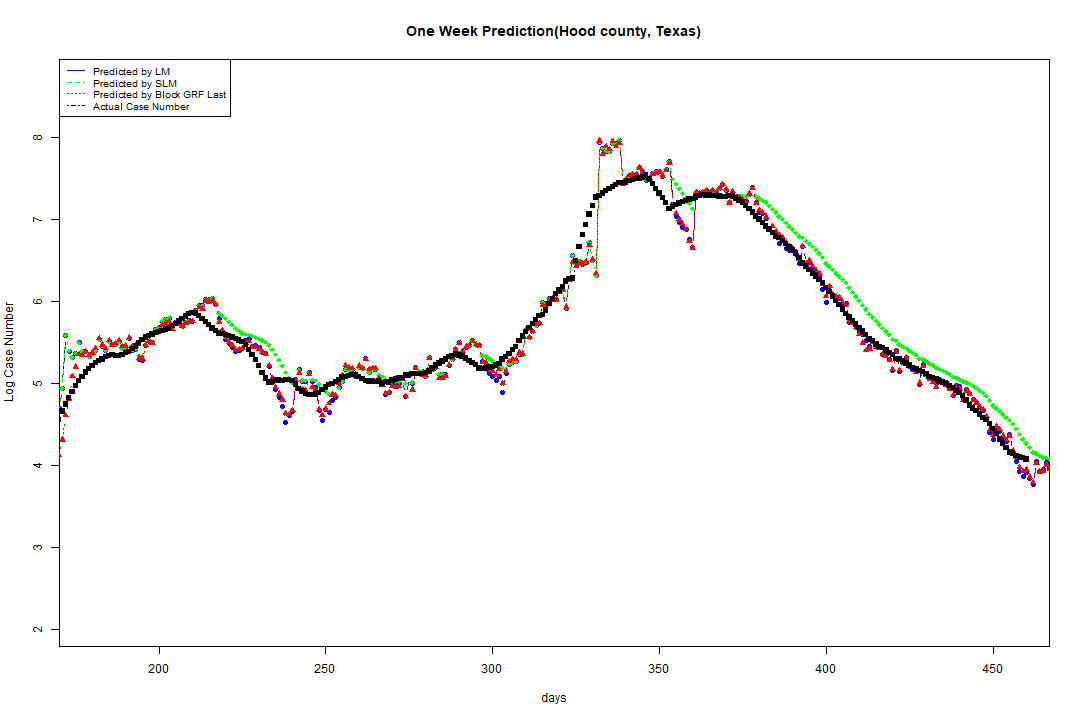 One Week Prediction(Hood county, Texas)
Predicted by LM
Predicted by SLM
Predicted by Block GRF Last
Actual Case Number
8
7
6
5
4
3
2
Log Case Number
200 250 300 350 400 450
days